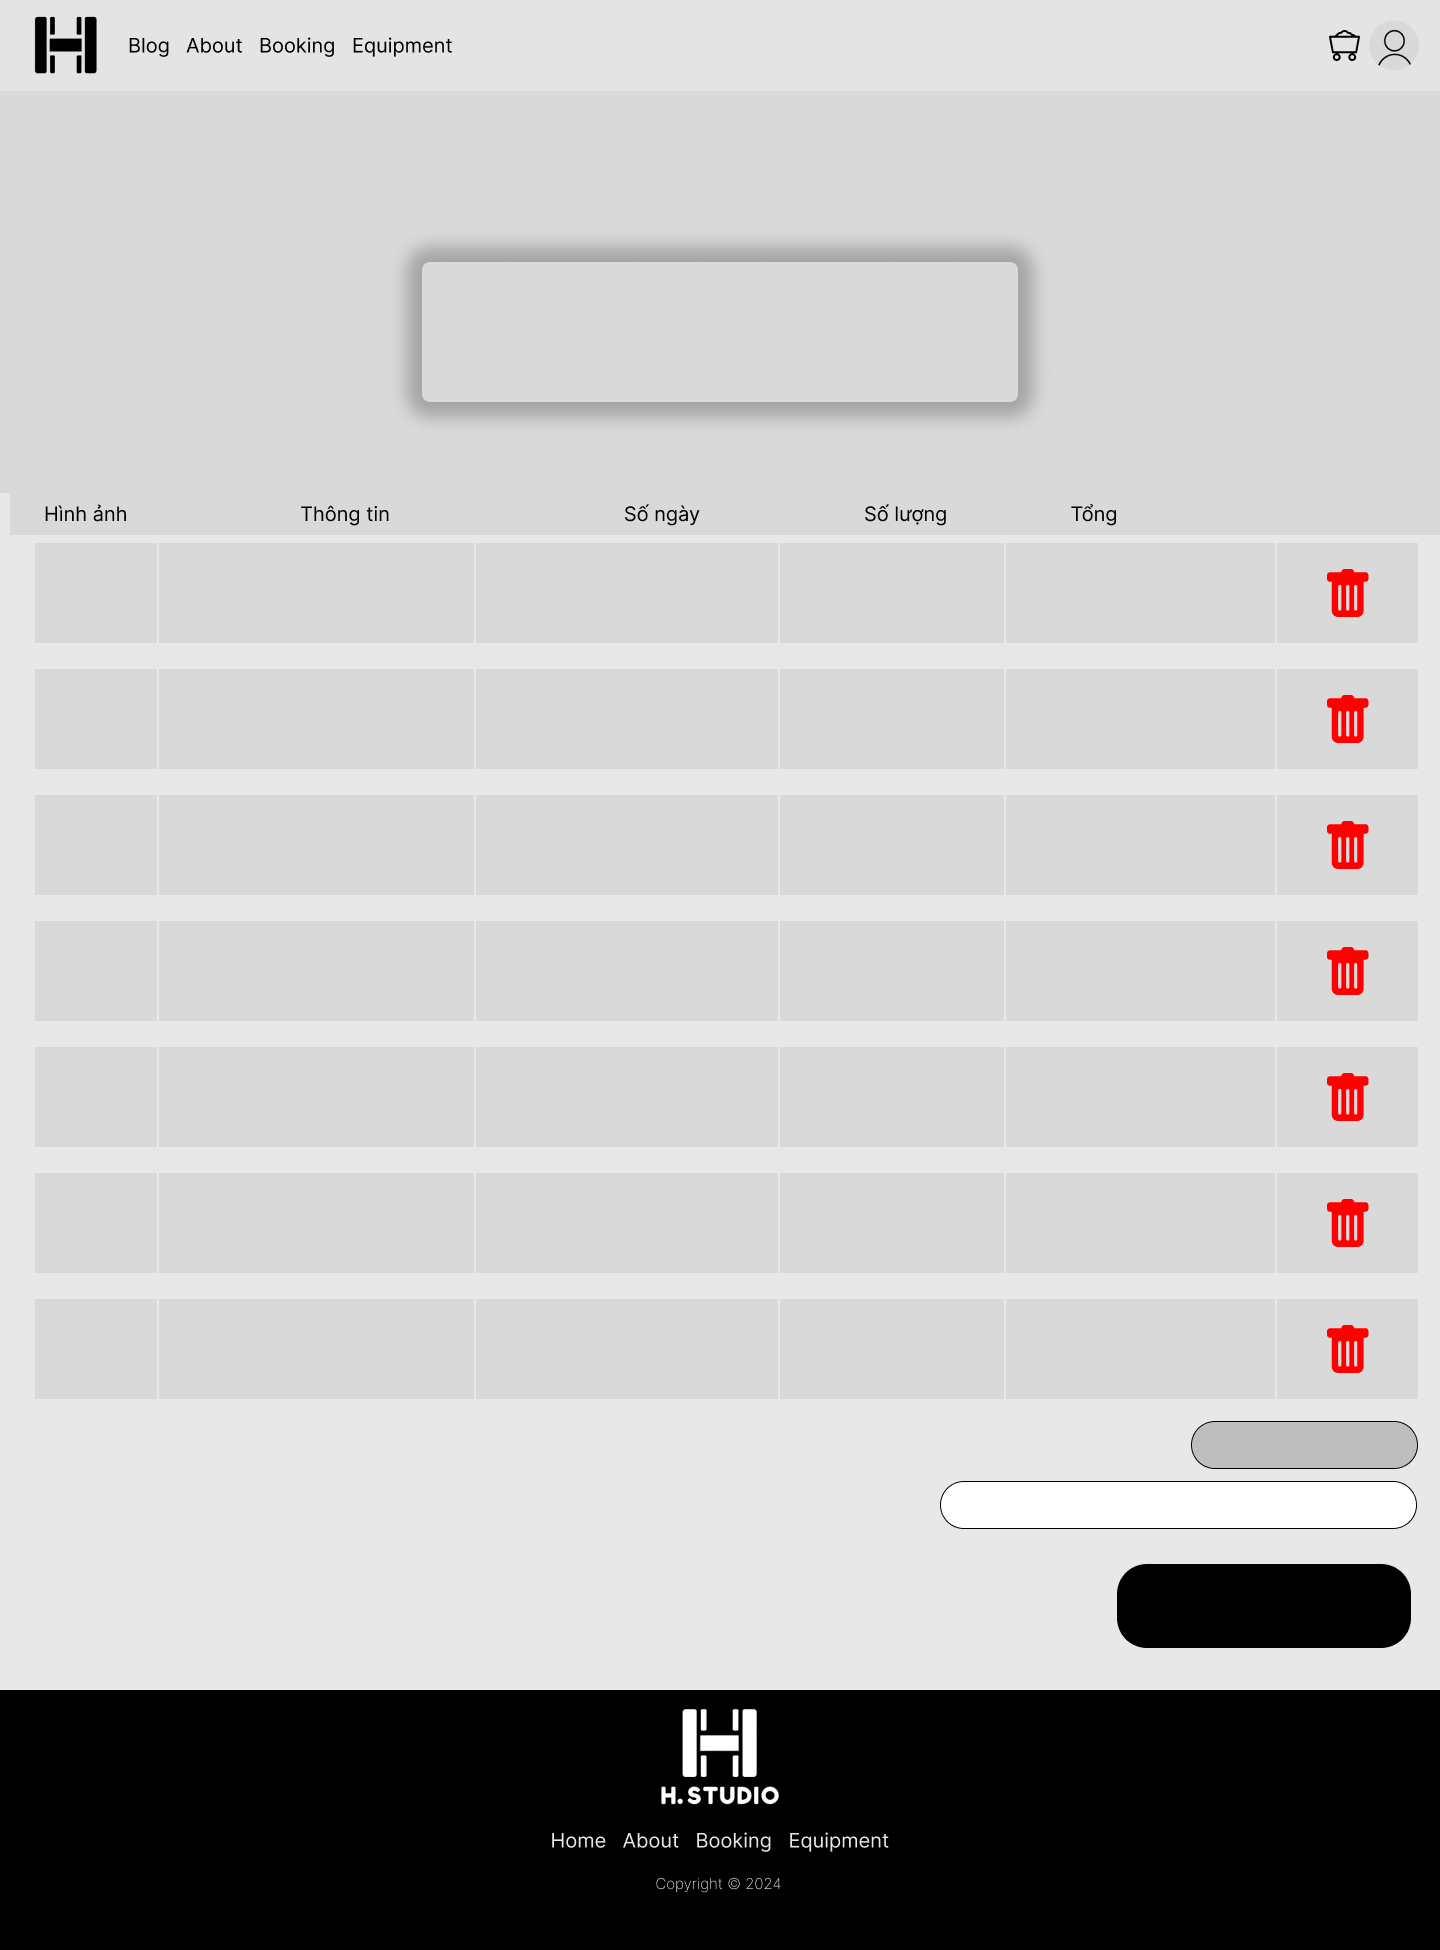 Blog About Booking Equipment
Hình ảnh Thông tin Số ngày Số lượng Tổng
H. STUDIO
Home About Booking Equipment
Copyright © 2024